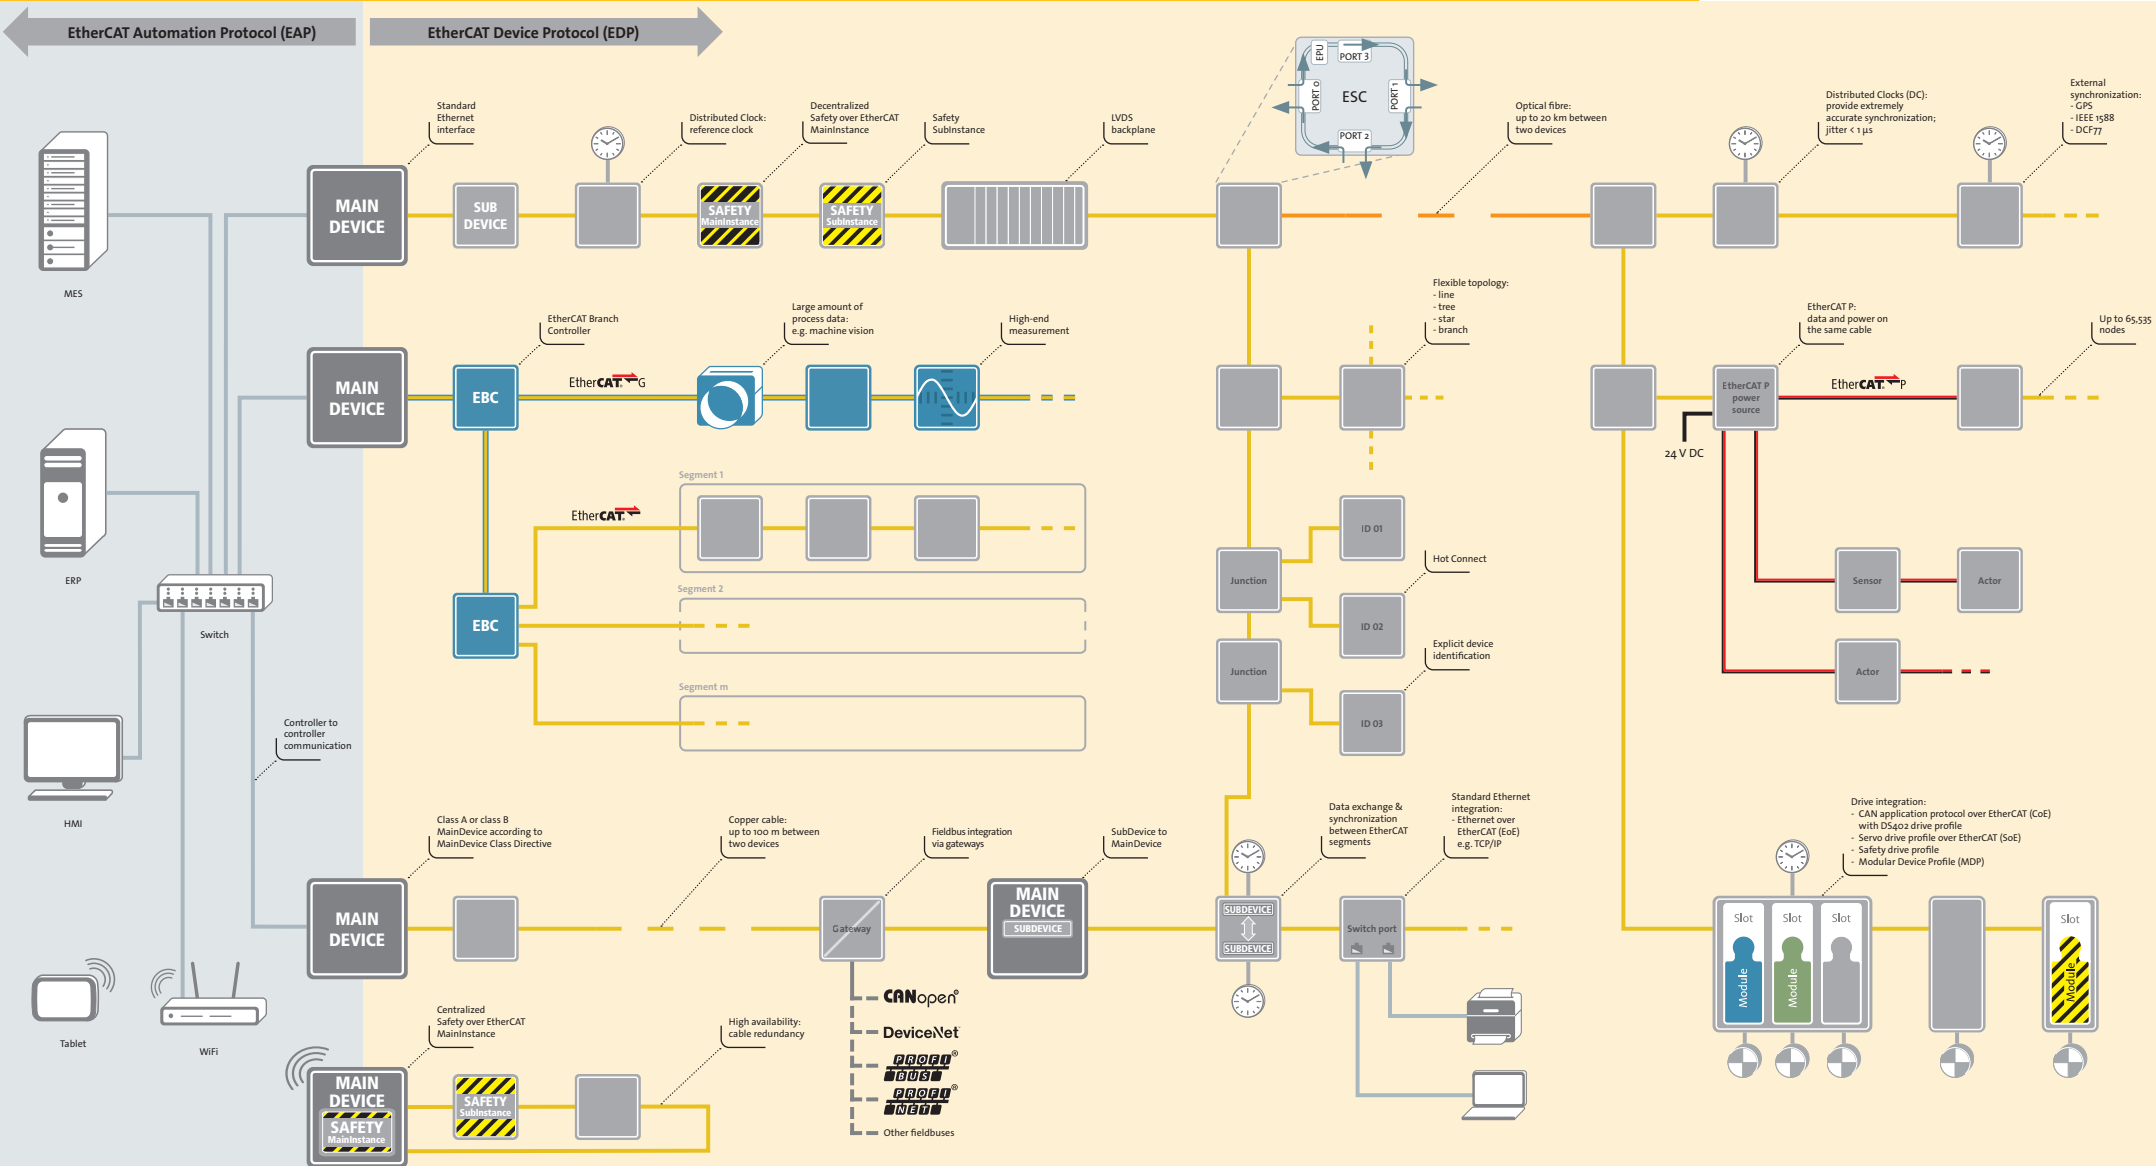 EtherCAT Automation Protocol (EAP)
EtherCAT Device Protocol (EDP)
EPU
PORT 3
PORT 0
ESC
PORT 1
PORT 2
Standard
Ethernet
interface
Distributed Clock:
reference clock
Decentralized
Safety over EtherCAT
MainInstance
Safety
SubInstance
LVDS
backplane
Optical fibre:
up to 20 km between
two devices
Distributed Clocks (DC):
provide extremely
accurate synchronization;
jitter < 1 µs
External
synchronization:
- GPS
- IEEE 1588
- DCF77
MES
MAIN
DEVICE
SUB
DEVICE
SAFETY
MainInstance
SAFETY
SubInstance
EtherCAT Branch
Controller
Large amount of
process data:
e.g. machine vision
High-end
measurement
Flexible topology:
- line
- tree
- star
- branch
EtherCAT P:
data and power on
the same cable
Up to 65,535
nodes
MAIN
DEVICE
EBC
EtherCAT G
EtherCAT P
power
source
EtherCAT P
24 V DC
ERP
Segment 1
EtherCAT
Segment 2
Segment m
EBC
Switch
ID 01
Junction
Hot Connect
ID 02
Junction
Explicit device
identification
ID 03
Sensor
Actor
Actor
HMI
Controller to
controller
communication
Class A or class B
MainDevice according to
MainDevice Class Directive
Copper cable:
up to 100 m between
two devices
Fieldbus integration
via gateways
SubDevice to
MainDevice
Data exchange &
synchronization
between EtherCAT
segments
Standard Ethernet
integration:
- Ethernet over
EtherCAT (EoE)
e.g. TCP/IP
Drive integration:
- CAN application protocol over EtherCAT (CoE)
with DS402 drive profile
- Servo drive profile over EtherCAT (SoE)
- Safety drive profile
- Modular Device Profile (MDP)
MAIN
DEVICE
Gateway
MAIN
DEVICE
SUBDEVICE
SUBDEVICE
SUBDEVICE
Switch port
Slot
Module
Slot
Module
Slot
Slot
Module
CANopen®
DeviceNet
PROFI®
BUS
PROFI®
NET
Other fieldbuses
Tablet
WiFi
Centralized
Safety over EtherCAT
MainInstance
High availability:
cable redundancy
MAIN
DEVICE
SAFETY
MainInstance
SAFETY
SubInstance